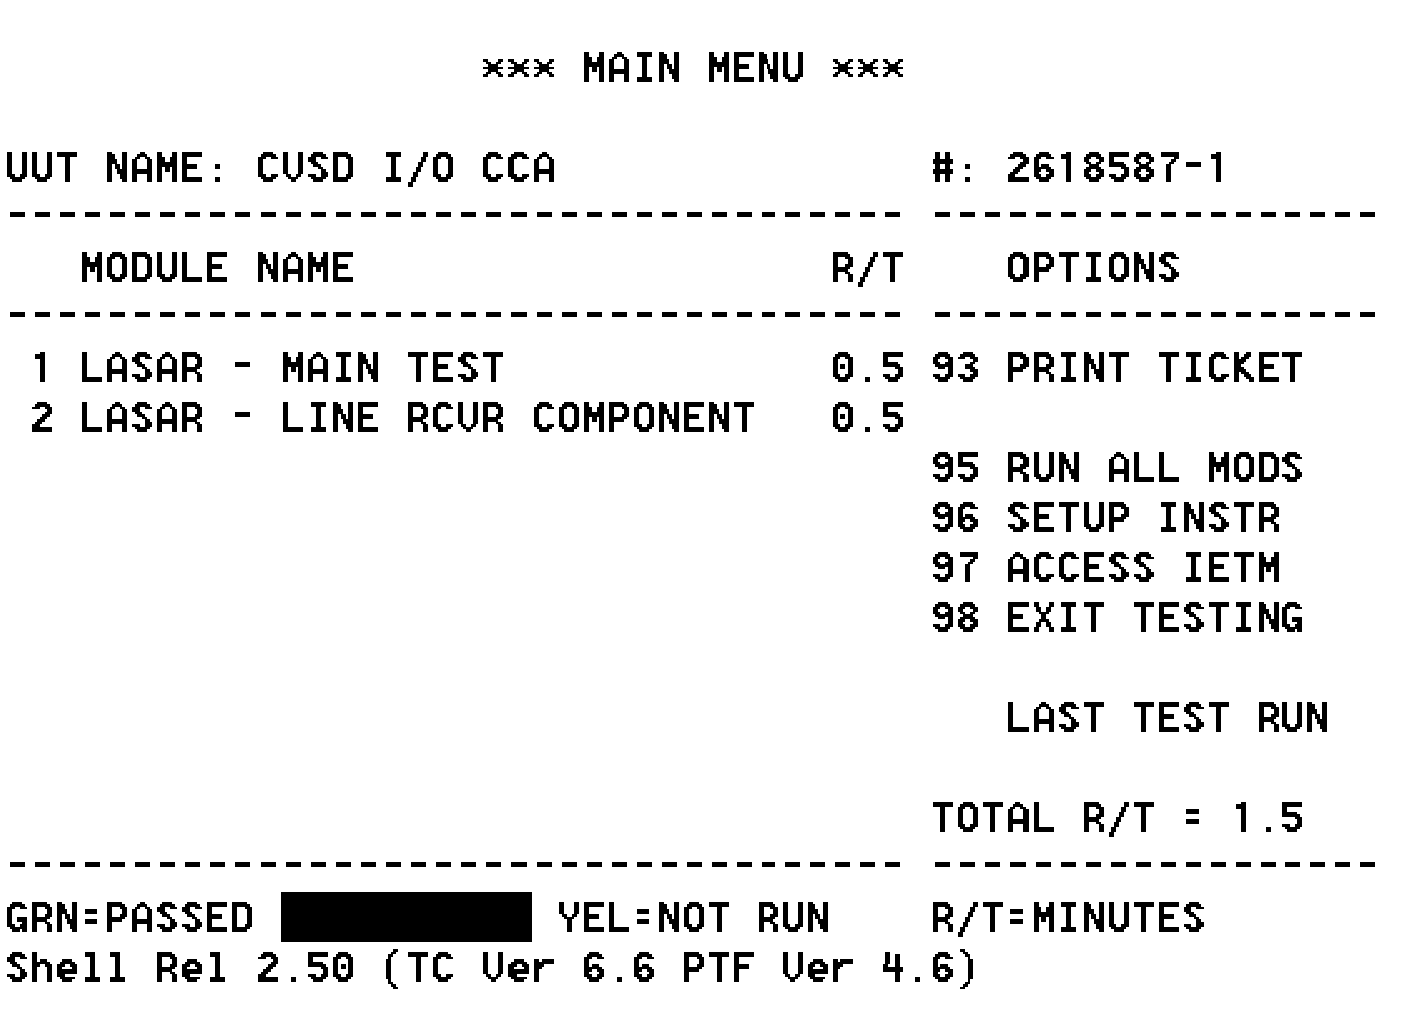 *** MAIN MENU ***
UUT NAME: CVSD I/O CCA #: 2618587-1
------------------------------------ ------------------
MODULE NAME R/T OPTIONS
------------------------------------ ------------------
1 LASAR - MAIN TEST 0.5 93 PRINT TICKET
2 LASAR - LINE RCVR COMPONENT 0.5
95 RUN ALL MODS
96 SETUP INSTR
97 ACCESS IETM
98 EXIT TESTING
LAST TEST RUN
TOTAL R/T = 1.5
------------------------------------ ------------------
GRN=PASSED YEL=NOT RUN R/T=MINUTES
Shell Rel 2.50 (TC Ver 6.6 PTF Ver 4.6)